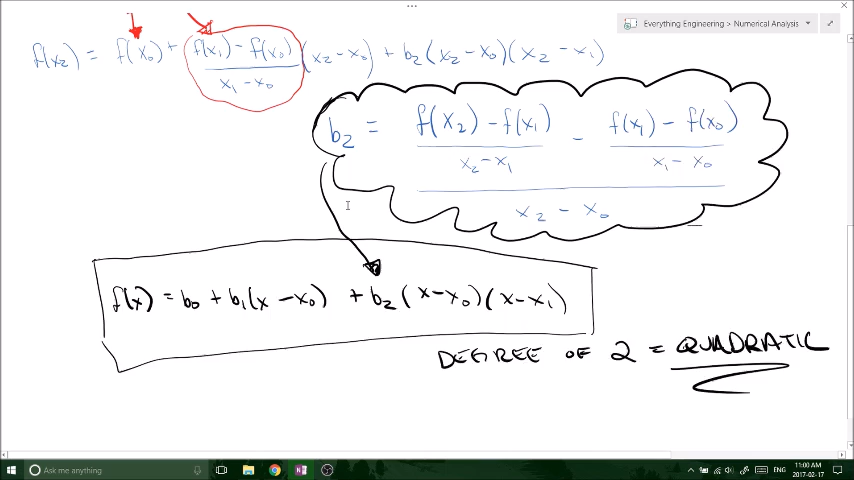 Everything Engineering > Numerical Analysis
f(x₂) = f(x₀) + (f(x₁) - f(x₀))/(x₁ - x₀) (x₂ - x₀) + b₂(x₂ - x₀)(x₂ - x₁)
b₂ = ((f(x₂) - f(x₁))/(x₂ - x₁) - (f(x₁) - f(x₀))/(x₁ - x₀))/(x₂ - x₀)
f(x) = b₀ + b₁(x - x₀) + b₂(x - x₀)(x - x₁)
DEGREE OF 2 = QUADRATIC
Ask me anything
ENG
11:00 AM
2017-02-17